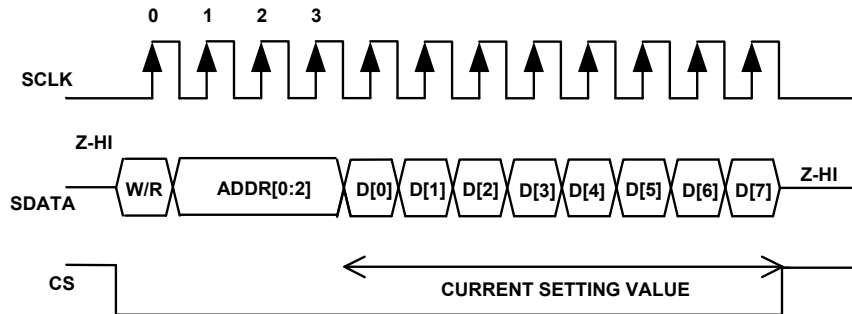 0 1 2 3
SCLK
Z-HI
W/R ADDR[0:2] D[0] D[1] D[2] D[3] D[4] D[5] D[6] D[7] Z-HI
SDATA
CS
CURRENT SETTING VALUE